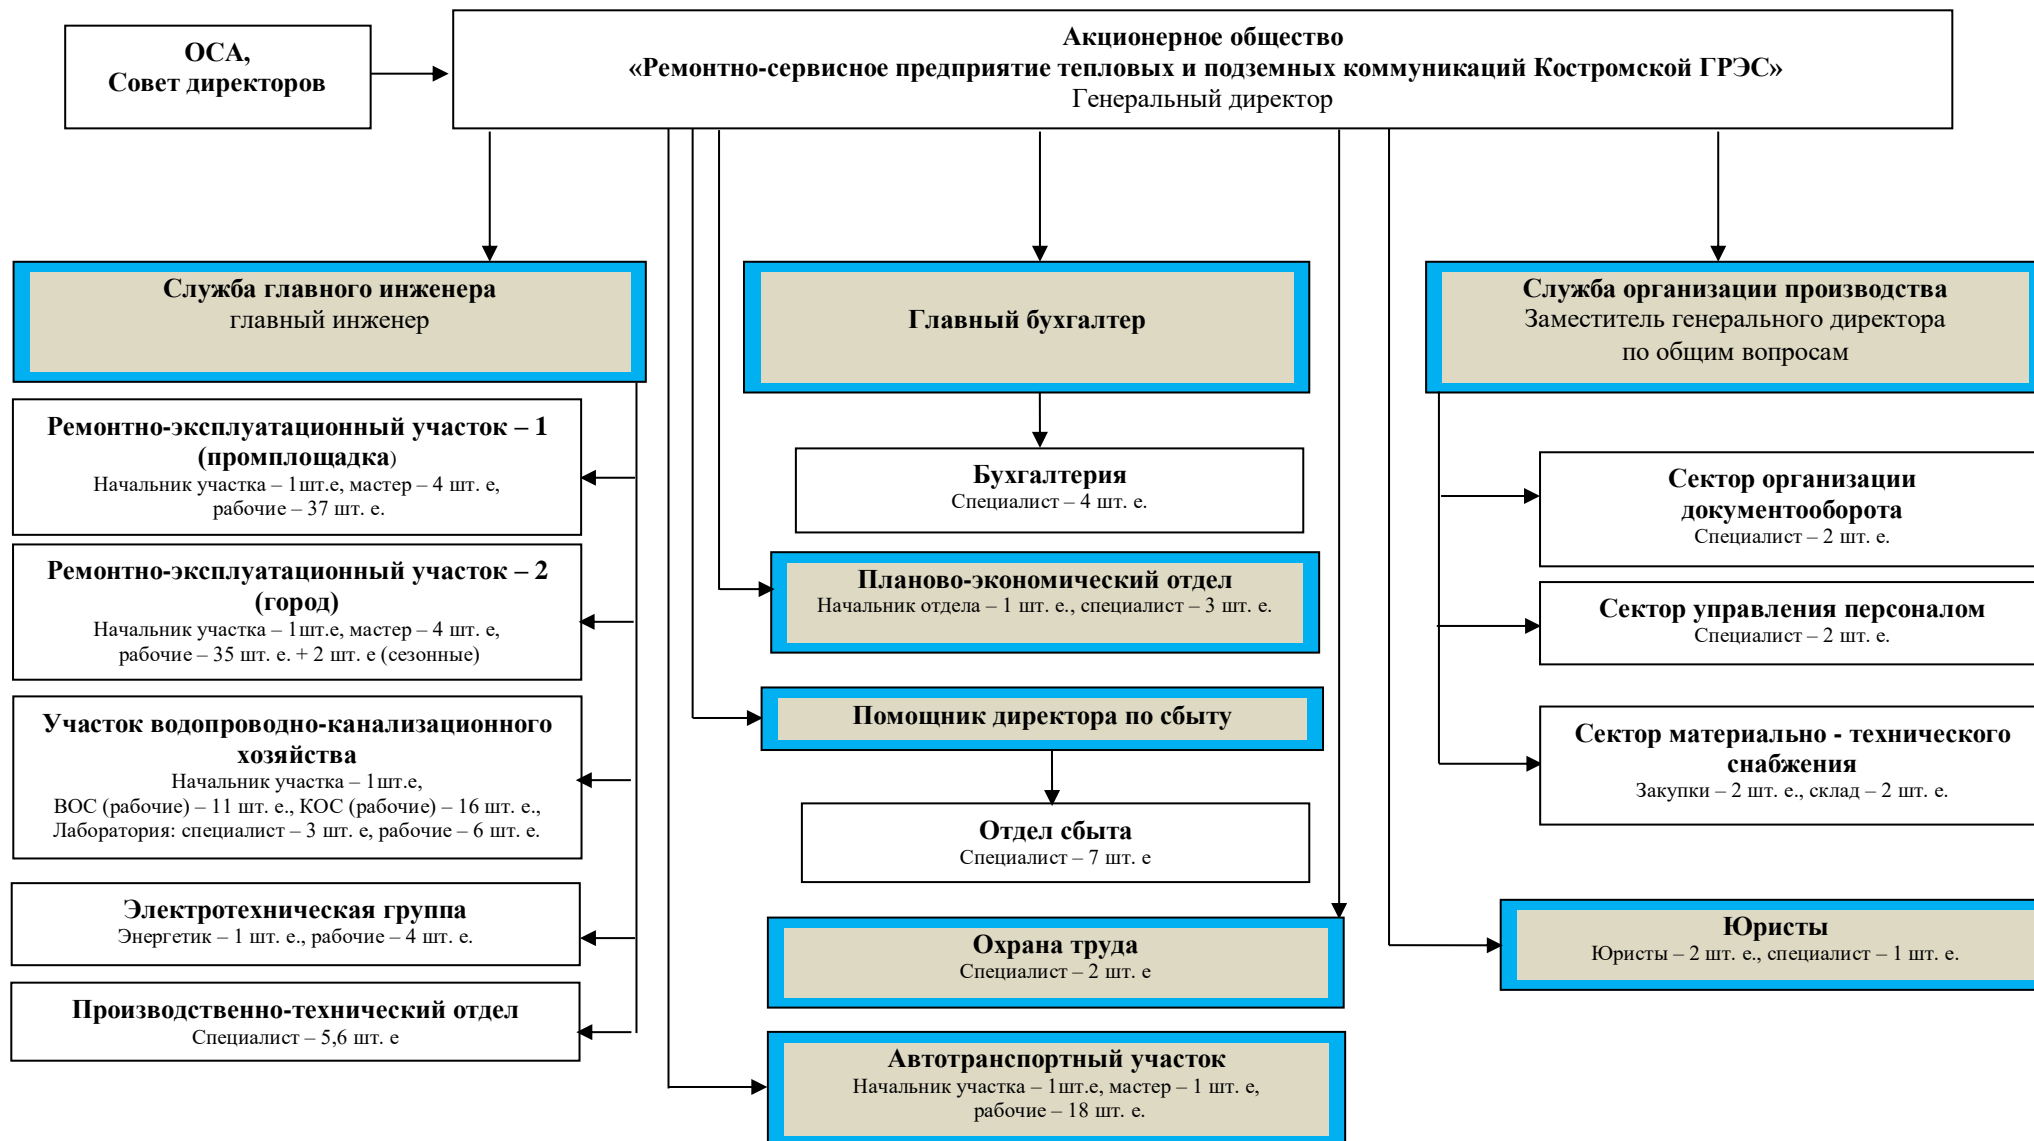 ОСА,
Совет директоров
Акционерное общество
«Ремонтно-сервисное предприятие тепловых и подземных коммуникаций Костромской ГРЭС»
Генеральный директор
Служба главного инженера
главный инженер
Ремонтно-эксплуатационный участок – 1
(промплощадка)
Начальник участка – 1шт.е, мастер – 4 шт. е,
рабочие – 37 шт. е.
Ремонтно-эксплуатационный участок – 2
(город)
Начальник участка – 1шт.е, мастер – 4 шт. е,
рабочие – 35 шт. е. + 2 шт. е (сезонные)
Участок водопроводно-канализационного
хозяйства
Начальник участка – 1шт.е,
ВОС (рабочие) – 11 шт. е., КОС (рабочие) – 16 шт. е.,
Лаборатория: специалист – 3 шт. е, рабочие – 6 шт. е.
Электротехническая группа
Энергетик – 1 шт. е., рабочие – 4 шт. е.
Производственно-технический отдел
Специалист – 5,6 шт. е
Главный бухгалтер
Бухгалтерия
Специалист – 4 шт. е.
Планово-экономический отдел
Начальник отдела – 1 шт. е., специалист – 3 шт. е.
Помощник директора по сбыту
Отдел сбыта
Специалист – 7 шт. е
Охрана труда
Специалист – 2 шт. е
Автотранспортный участок
Начальник участка – 1шт.е, мастер – 1 шт. е,
рабочие – 18 шт. е.
Служба организации производства
Заместитель генерального директора
по общим вопросам
Сектор организации
документооборота
Специалист – 2 шт. е.
Сектор управления персоналом
Специалист – 2 шт. е.
Сектор материально - технического
снабжения
Закупки – 2 шт. е., склад – 2 шт. е.
Юристы
Юристы – 2 шт. е., специалист – 1 шт. е.